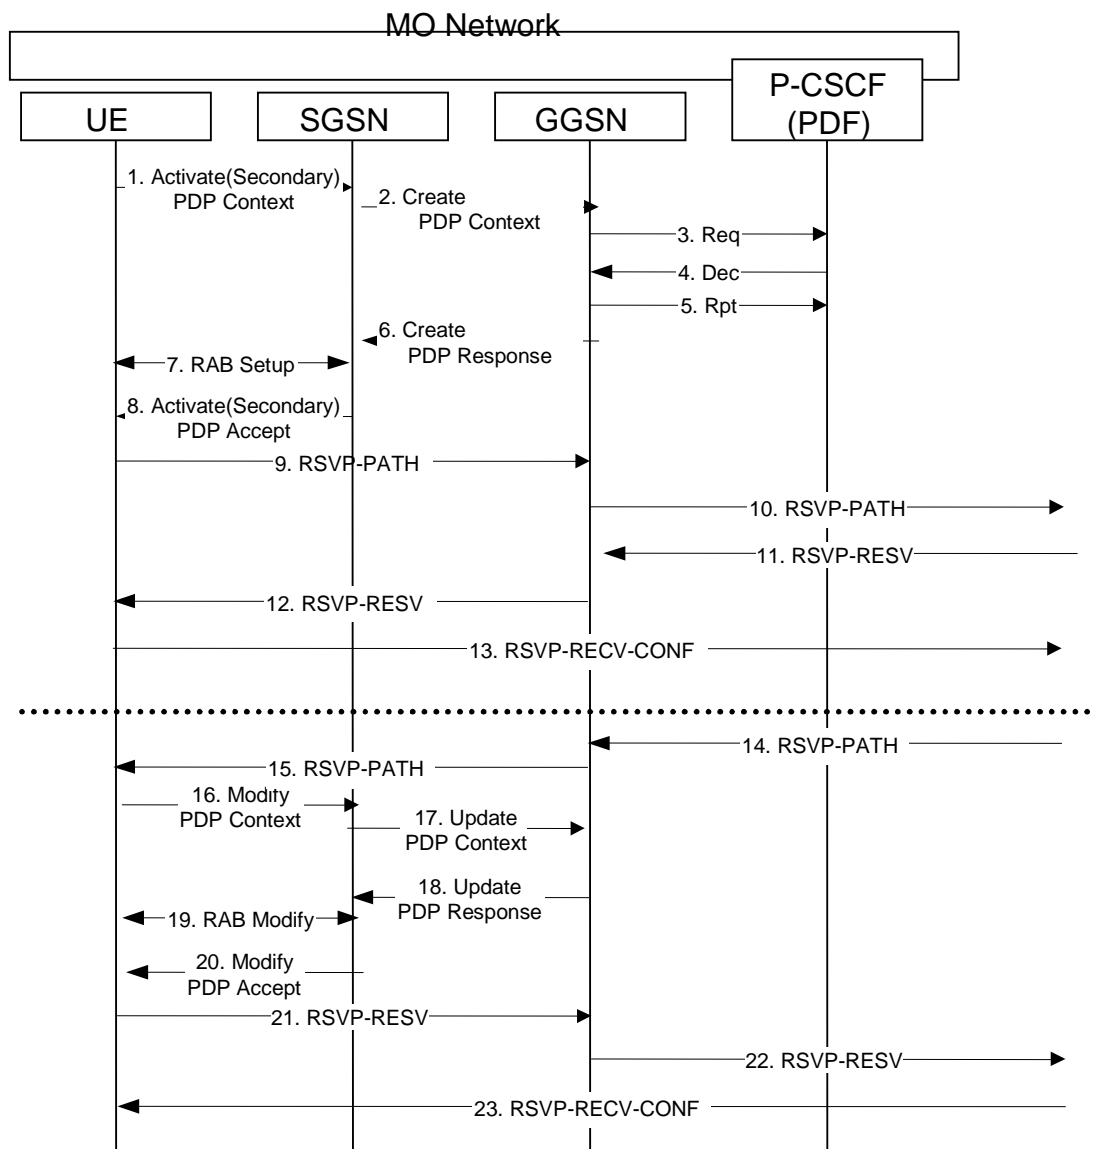 MO Network
P-CSCF
(PDF)
UE
SGSN
GGSN
1. Activate(Secondary)
PDP Context
2. Create
PDP Context
3. Req
4. Dec
5. Rpt
6. Create
PDP Response
7. RAB Setup
8. Activate(Secondary)
PDP Accept
9. RSVP-PATH
10. RSVP-PATH
11. RSVP-RESV
12. RSVP-RESV
13. RSVP-RECV-CONF
14. RSVP-PATH
15. RSVP-PATH
16. Modify
PDP Context
17. Update
PDP Context
18. Update
PDP Response
19. RAB Modify
20. Modify
PDP Accept
21. RSVP-RESV
22. RSVP-RESV
23. RSVP-RECV-CONF